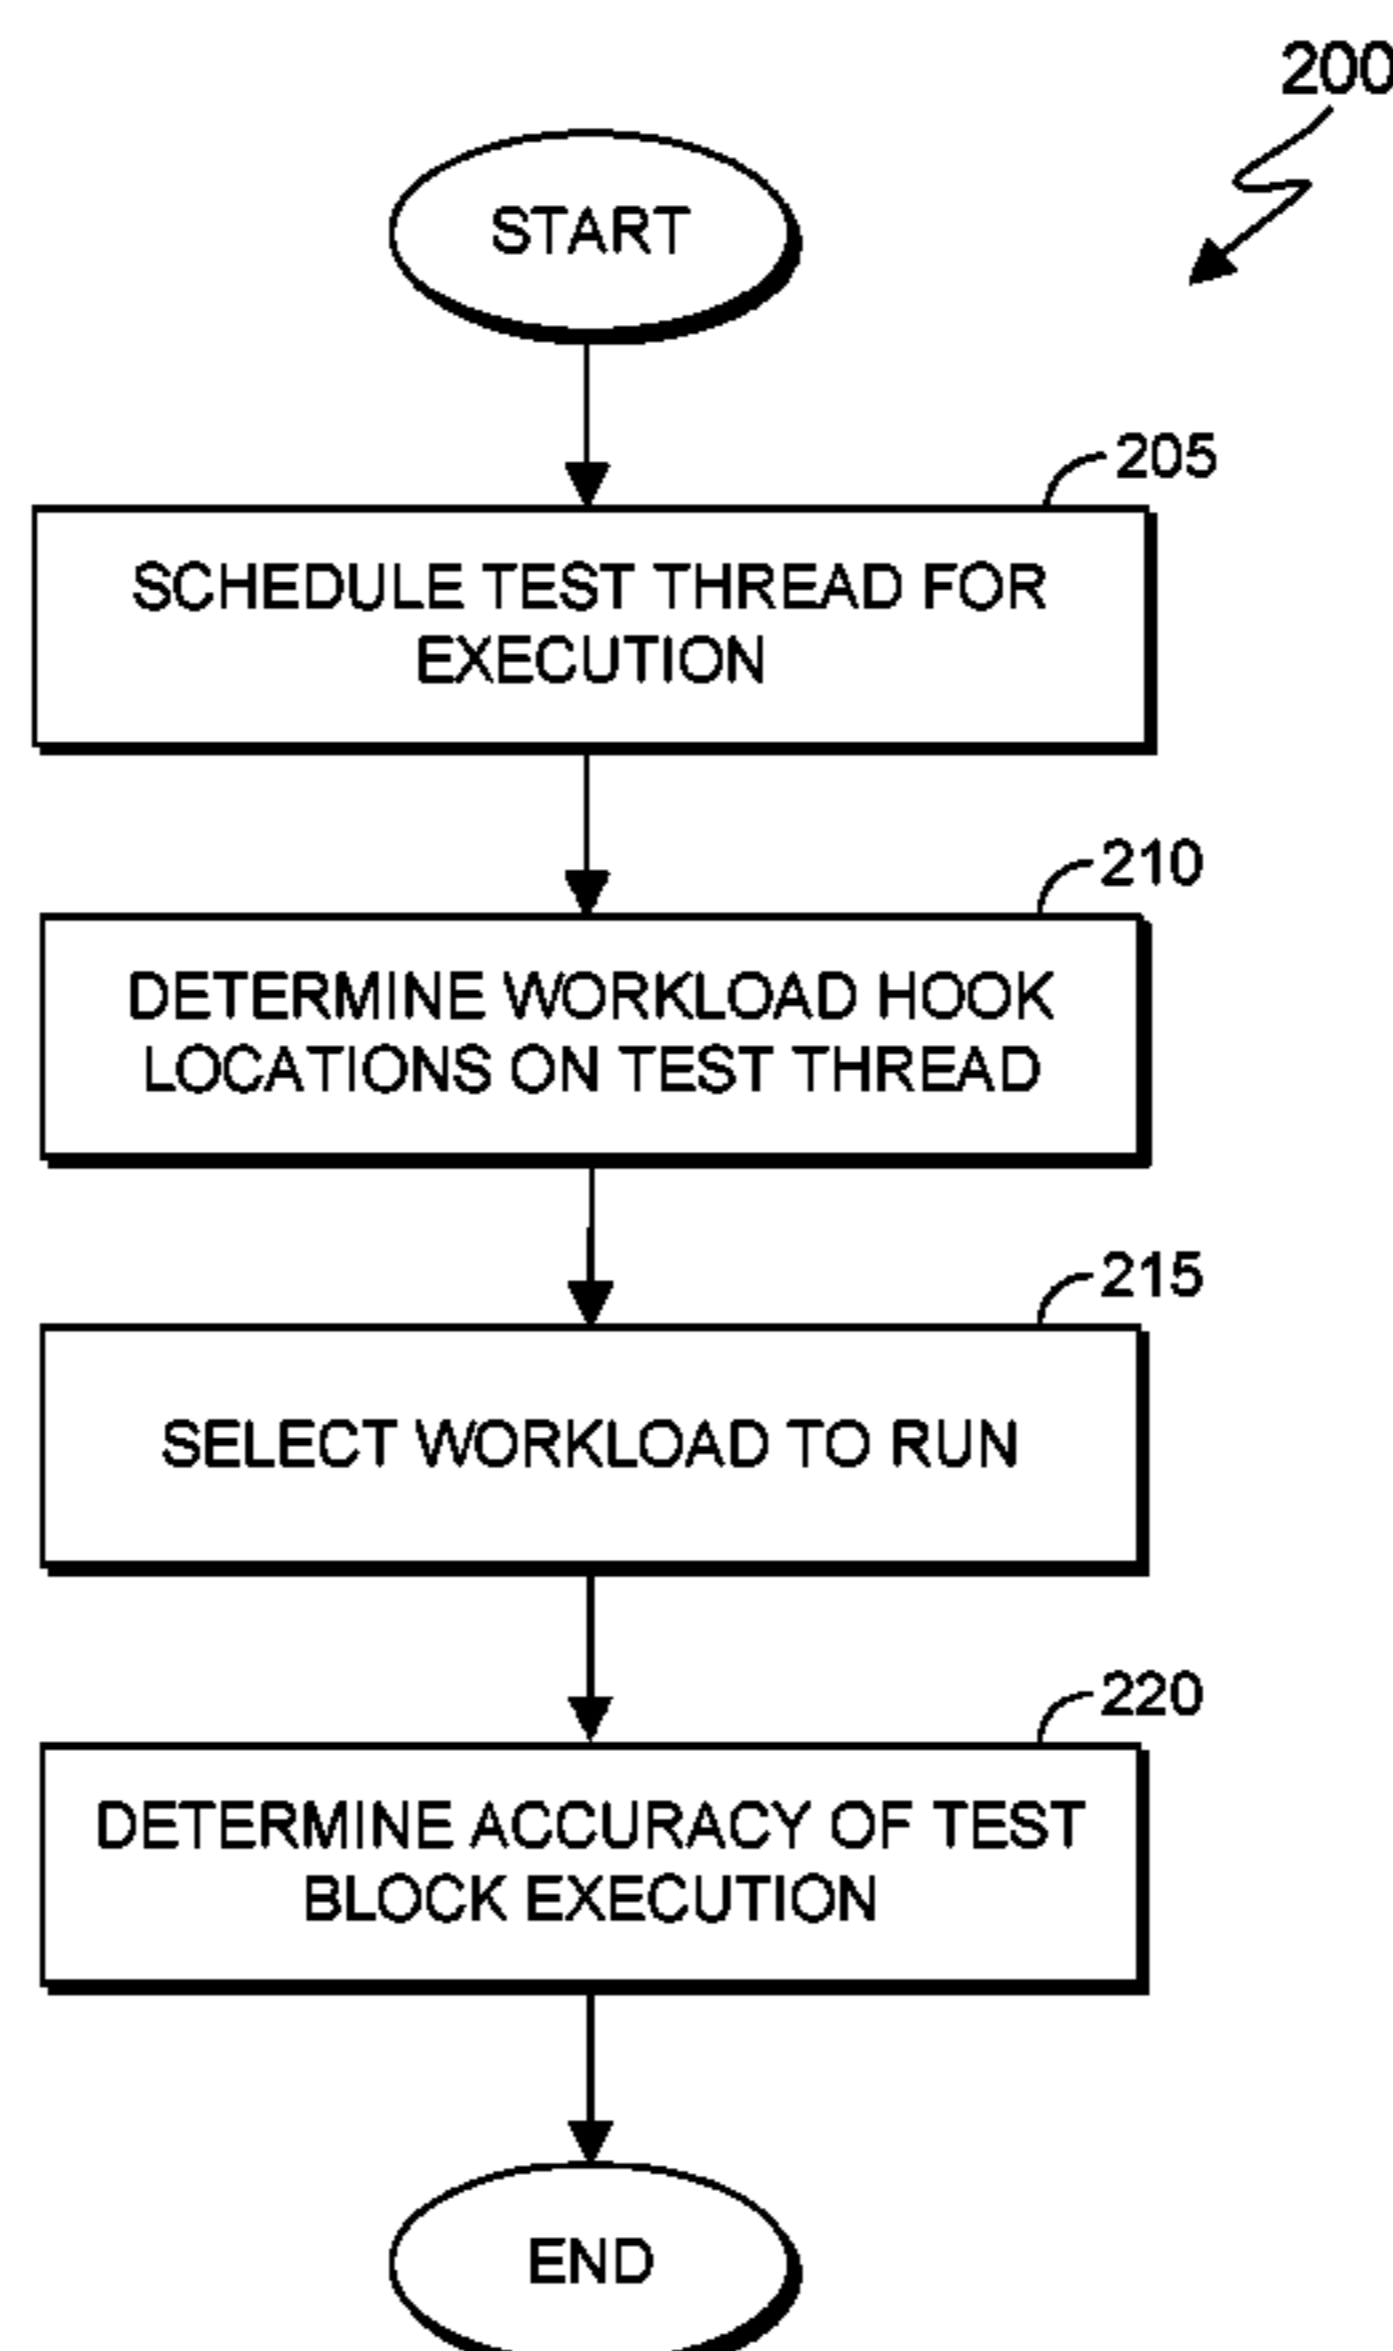 200
START
205
SCHEDULE TEST THREAD FOR
EXECUTION
210
DETERMINE WORKLOAD HOOK
LOCATIONS ON TEST THREAD
215
SELECT WORKLOAD TO RUN
220
DETERMINE ACCURACY OF TEST
BLOCK EXECUTION
END